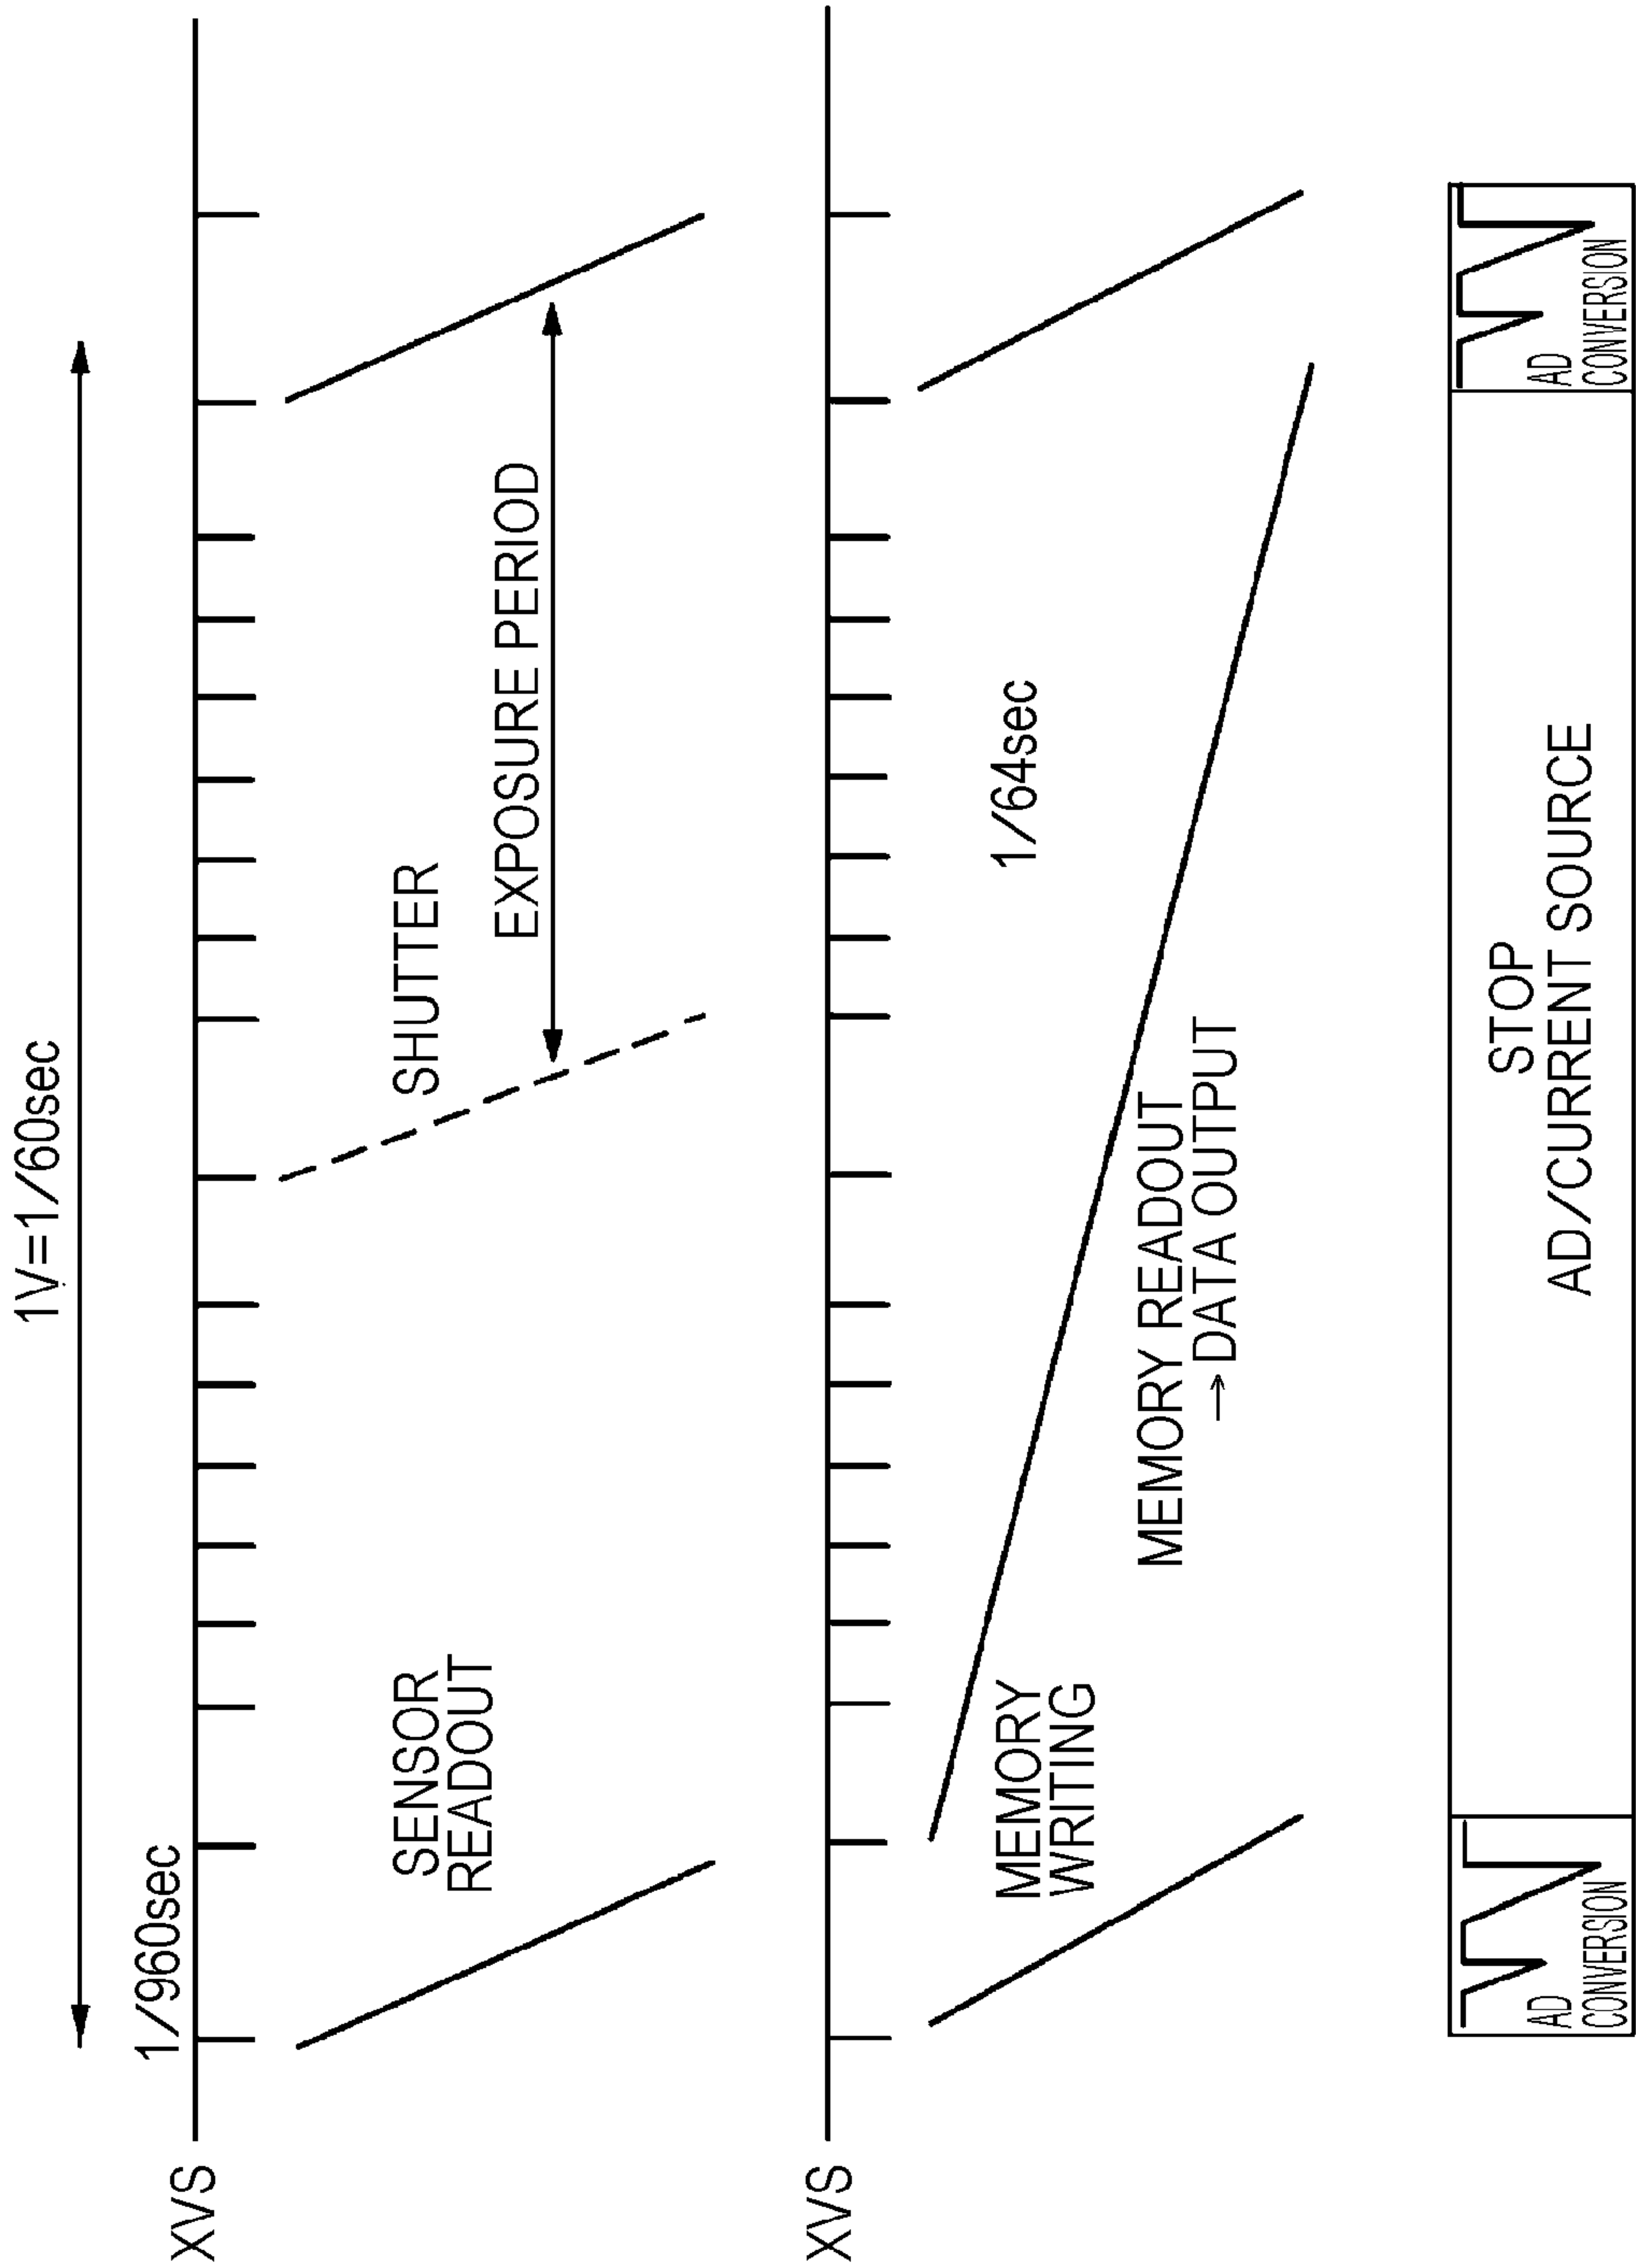 1V=1/60sec
1/960sec
XVS
SENSOR
READOUT
SHUTTER
EXPOSURE PERIOD
XVS
MEMORY
WRITING
1/64sec
MEMORY READOUT
→DATA OUTPUT
AD
CONVERSION
STOP
AD/CURRENT SOURCE
AD
CONVERSION